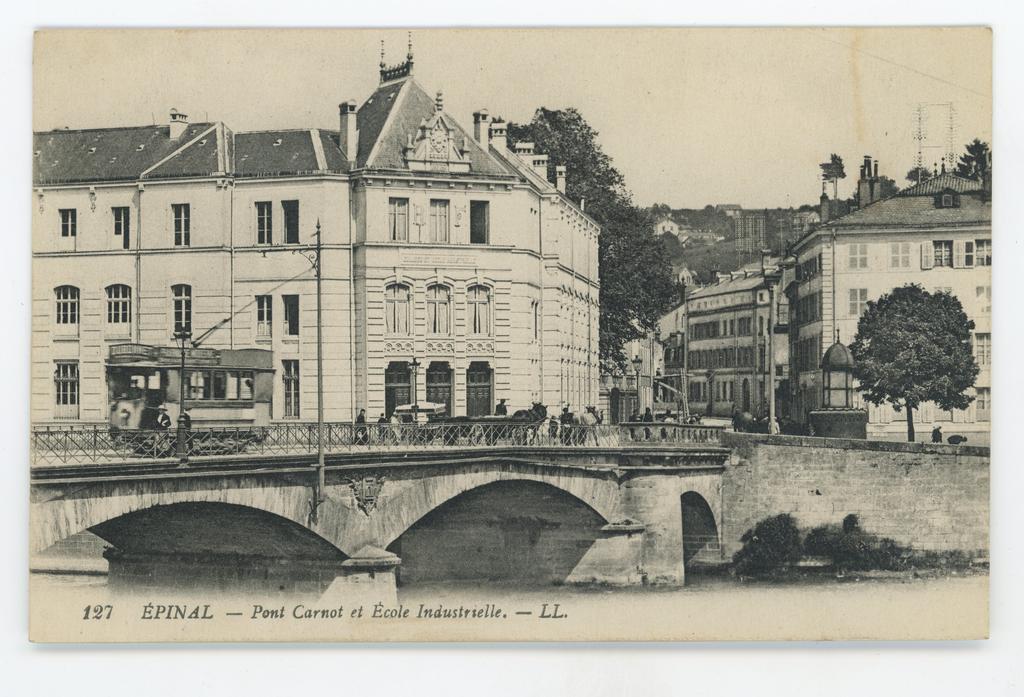 127 ÉPINAL — Pont Carnot et École Industrielle. — LL.